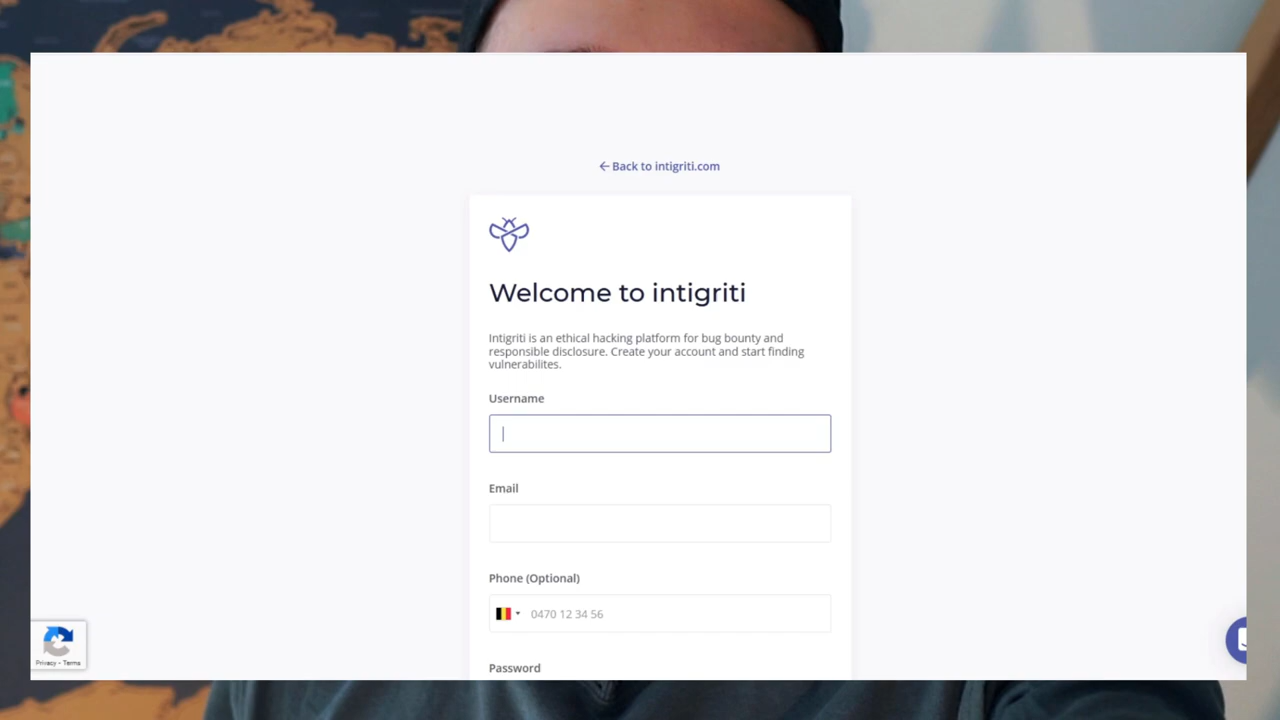 ← Back to intigriti.com
Welcome to intigriti
Intigriti is an ethical hacking platform for bug bounty and
responsible disclosure. Create your account and start finding
vulnerabilites.
Username
Email
Phone (Optional)
0470 12 34 56
Password
Privacy - Terms